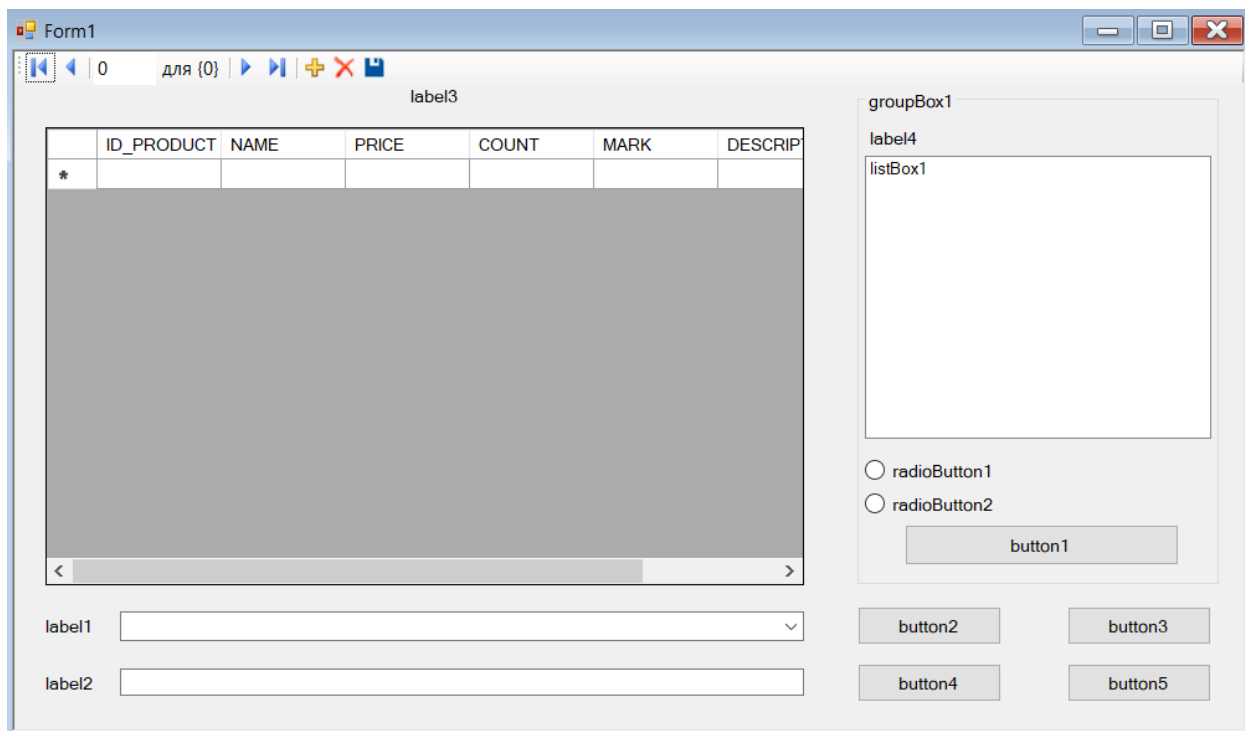 Form1
0 для {0}
label3
ID_PRODUCT NAME PRICE COUNT MARK DESCRIP
*
groupBox1
label4
listBox1
radioButton1
radioButton2
button1
label1
label2
button2 button3
button4 button5